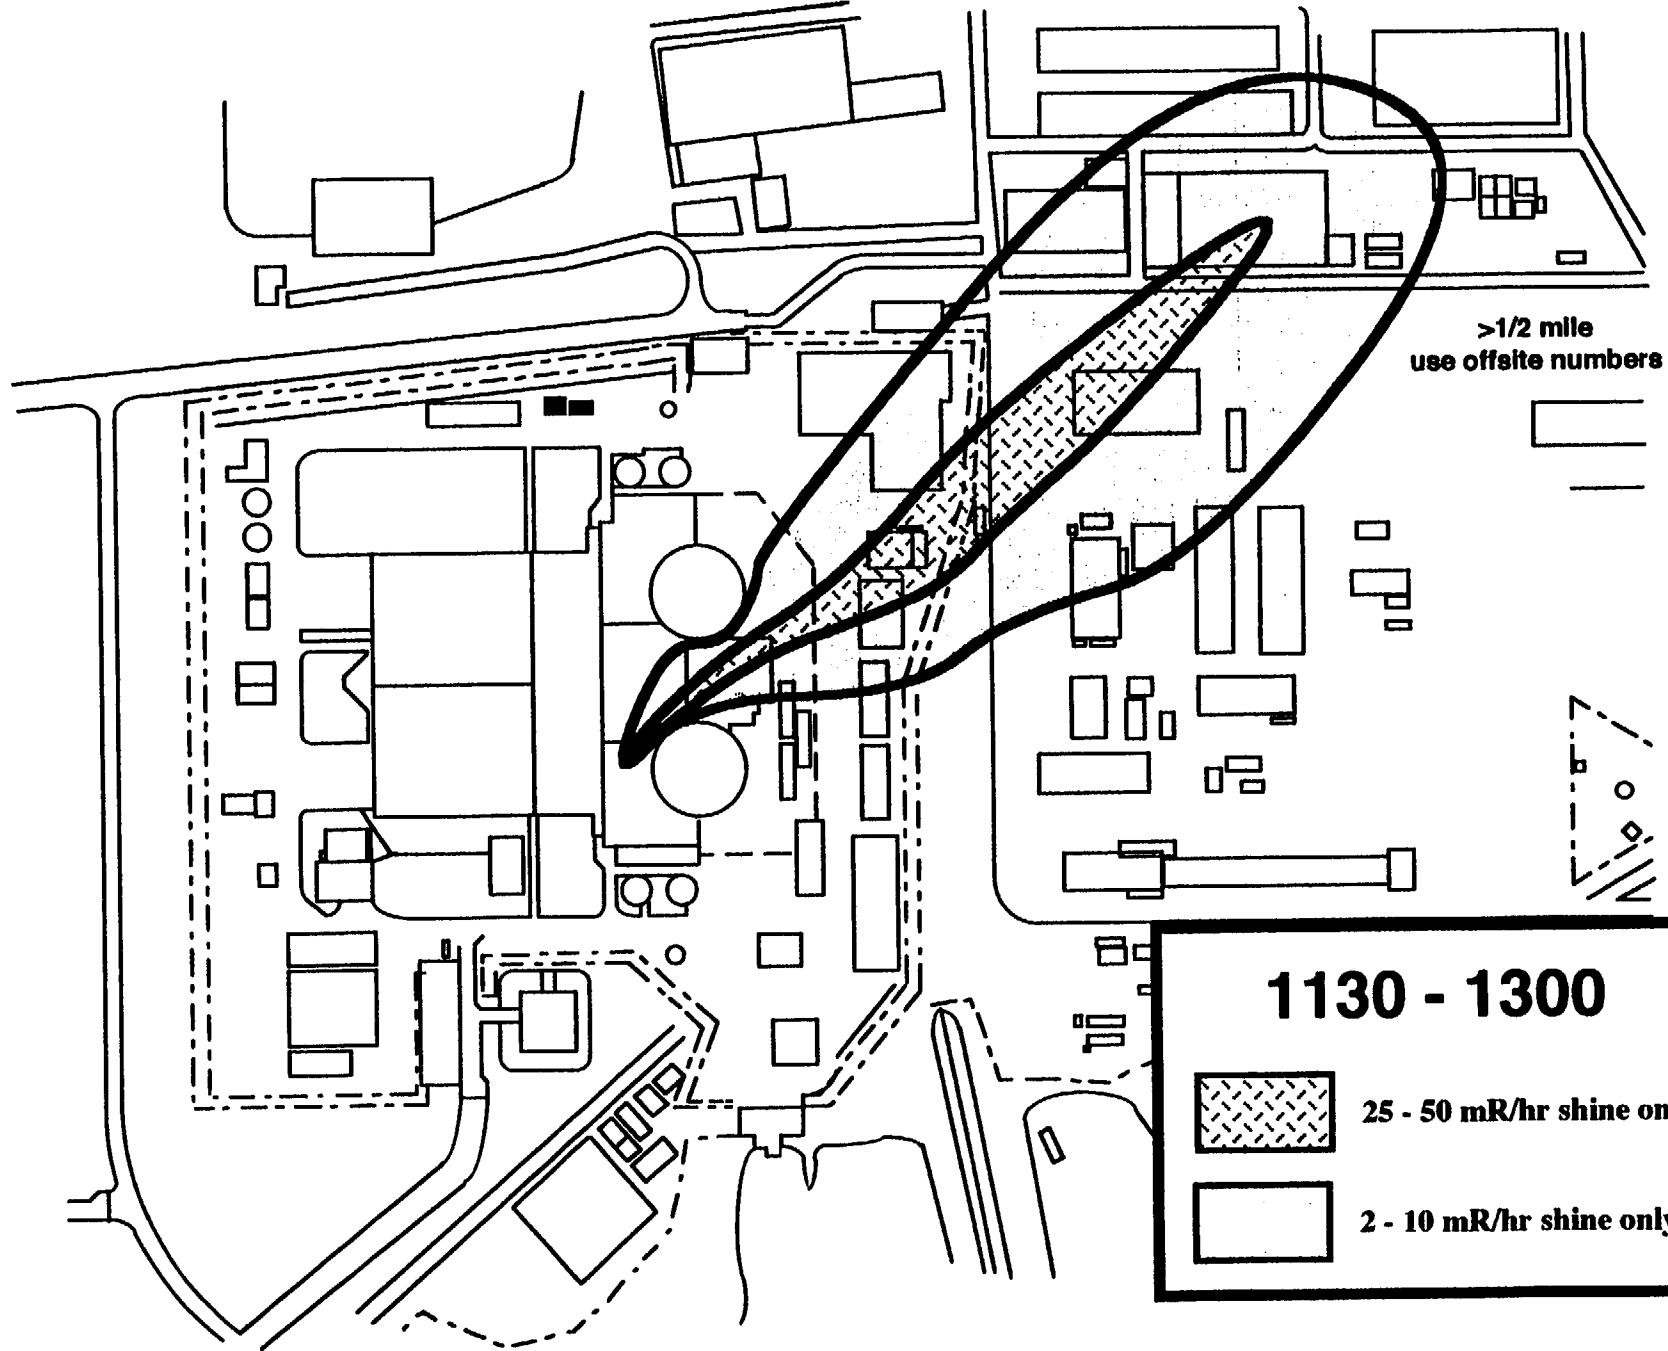 >1/2 mile
use offsite numbers
1130 - 1300
25 - 50 mR/hr shine
2 - 10 mR/hr shine only